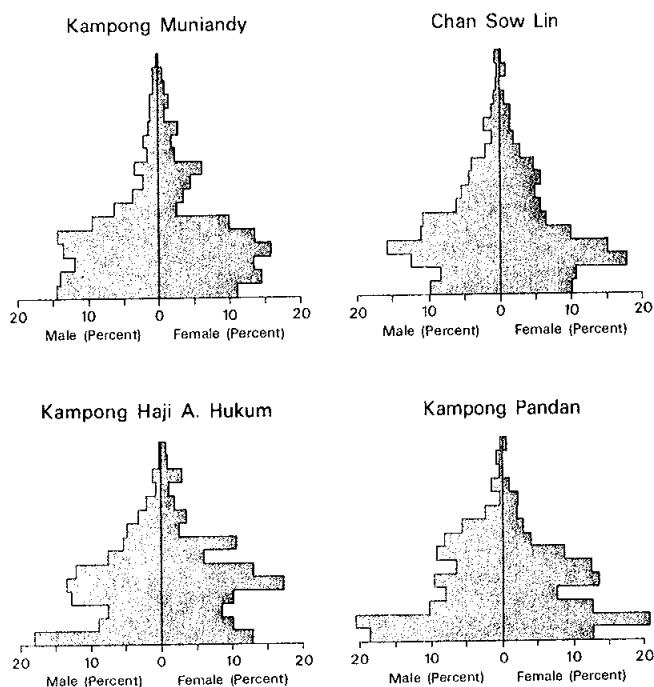 Kampong Muniandy
20 10 0 10 20
Male (Percent) Female (Percent)
Chan Sow Lin
20 10 0 10 20
Male (Percent) Female (Percent)
Kampong Haji A. Hukum
20 10 0 10 20
Male (Percent) Female (Percent)
Kampong Pandan
20 10 0 10 20
Male (Percent) Female (Percent)